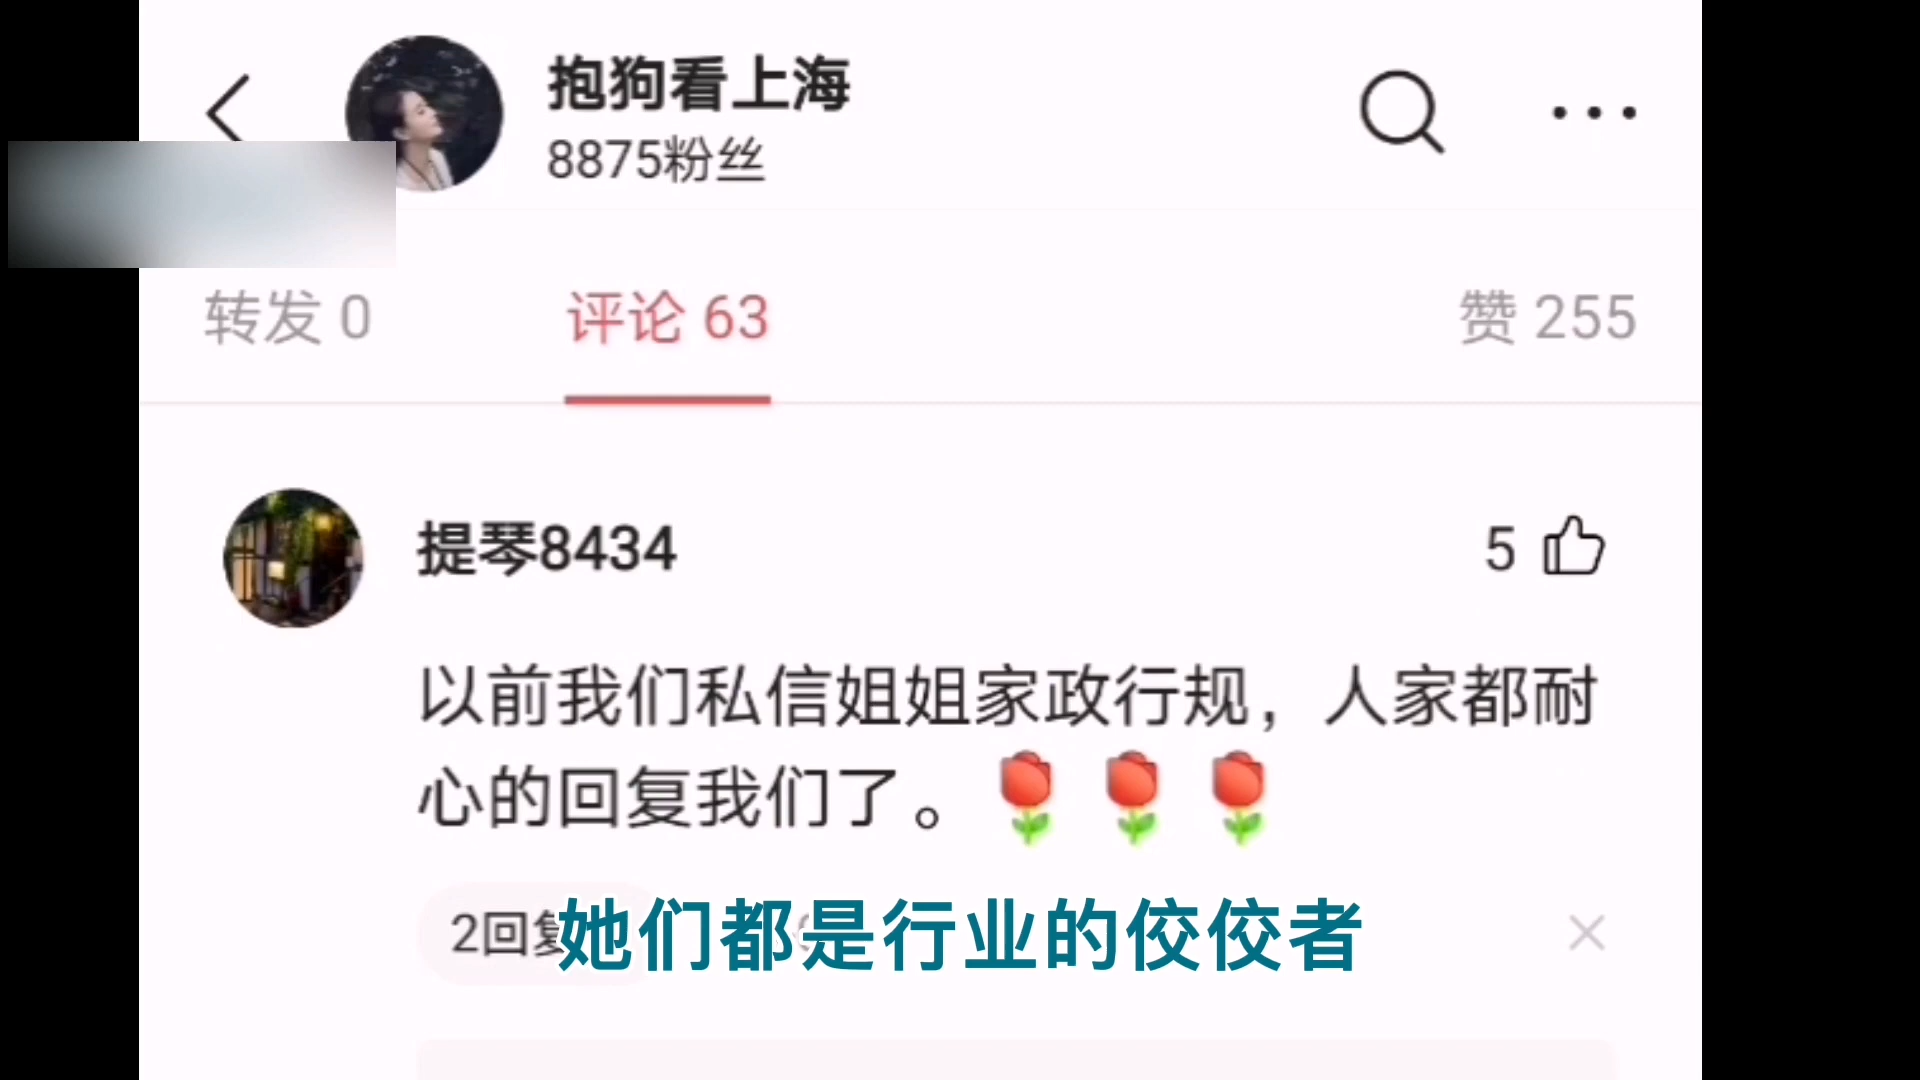 抱狗看上海
8875粉丝
转发 0
评论 63
赞 255
提琴8434
5
以前我们私信姐姐家政行规，人家都耐
心的回复我们了。🌹🌹🌹
2回复
她们都是行业的佼佼者